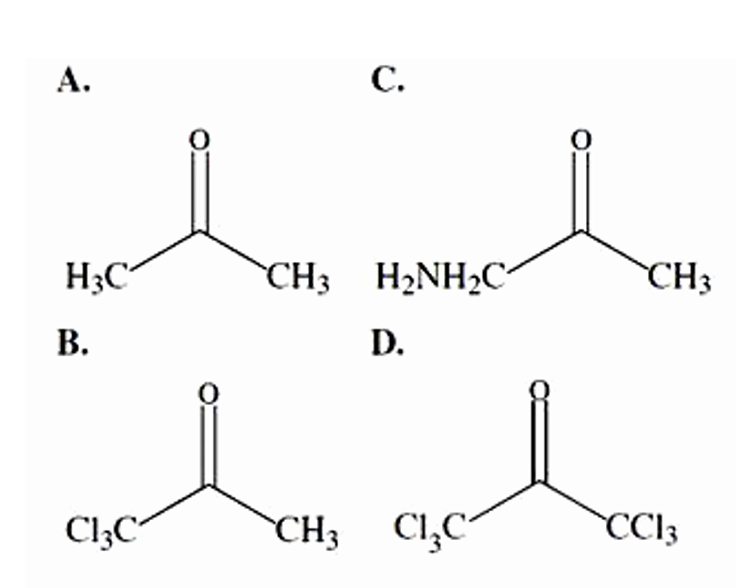 A. C.
O O
H₃C CH₃ H₂NH₂C CH₃
B. D.
O O
Cl₃C CH₃ Cl₃C CCl₃